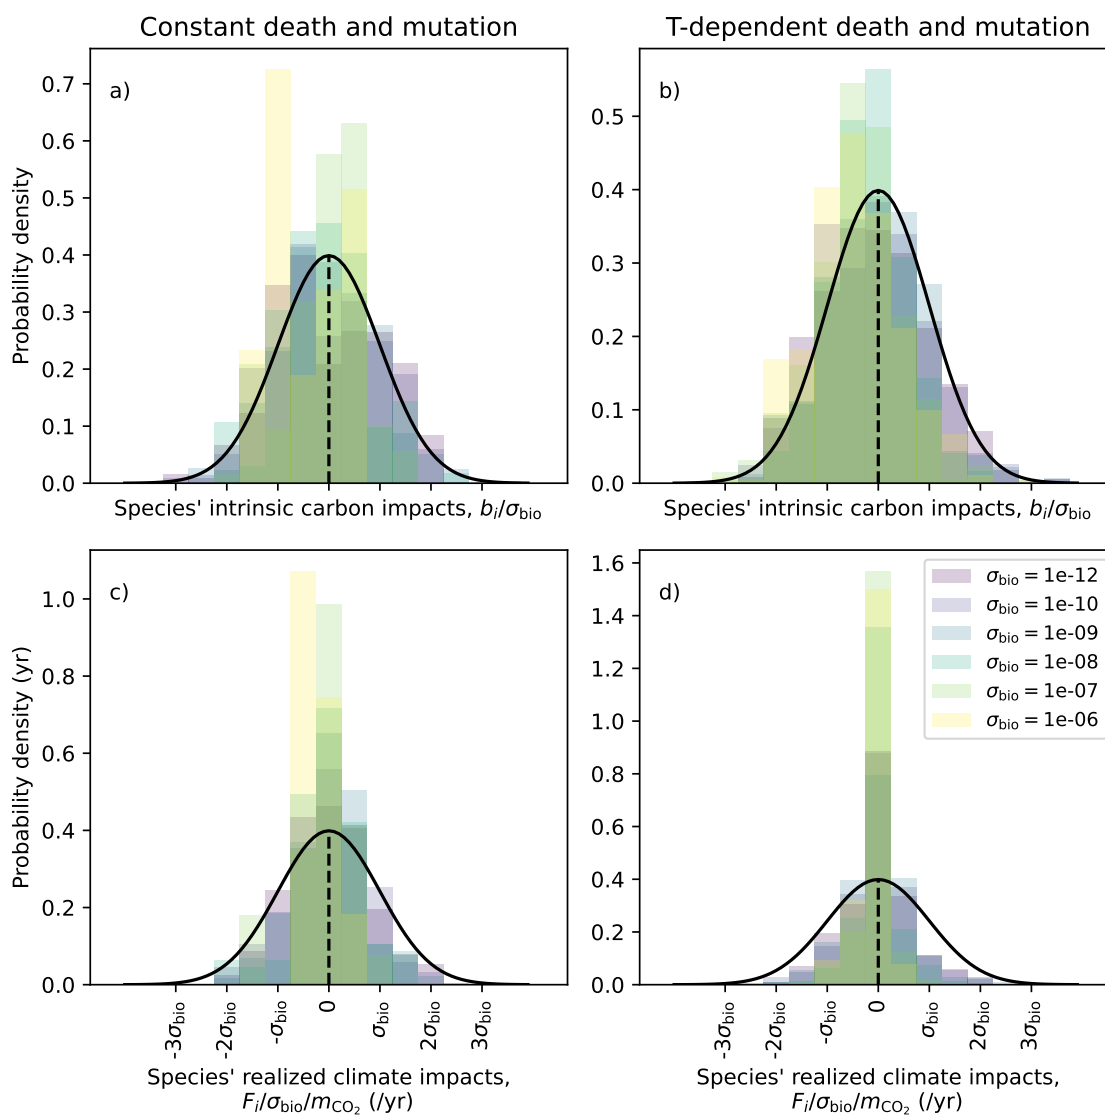 Constant death and mutation
T-dependent death and mutation
a)
0.7
0.6
0.5
0.4
0.3
0.2
0.1
0.0
Probability density
Species' intrinsic carbon impacts, bᵢ/σ_bio
b)
0.5
0.4
0.3
0.2
0.1
0.0
Species' intrinsic carbon impacts, bᵢ/σ_bio
c)
1.0
0.8
0.6
0.4
0.2
0.0
Probability density (yr)
-3σ_bio
-2σ_bio
-σ_bio
0
σ_bio
2σ_bio
3σ_bio
Species' realized climate impacts,
Fᵢ/σ_bio/m_CO₂ (/yr)
d)
1.6
1.4
1.2
1.0
0.8
0.6
0.4
0.2
0.0
σ_bio = 1e-12
σ_bio = 1e-10
σ_bio = 1e-09
σ_bio = 1e-08
σ_bio = 1e-07
σ_bio = 1e-06
-3σ_bio
-2σ_bio
-σ_bio
0
σ_bio
2σ_bio
3σ_bio
Species' realized climate impacts,
Fᵢ/σ_bio/m_CO₂ (/yr)